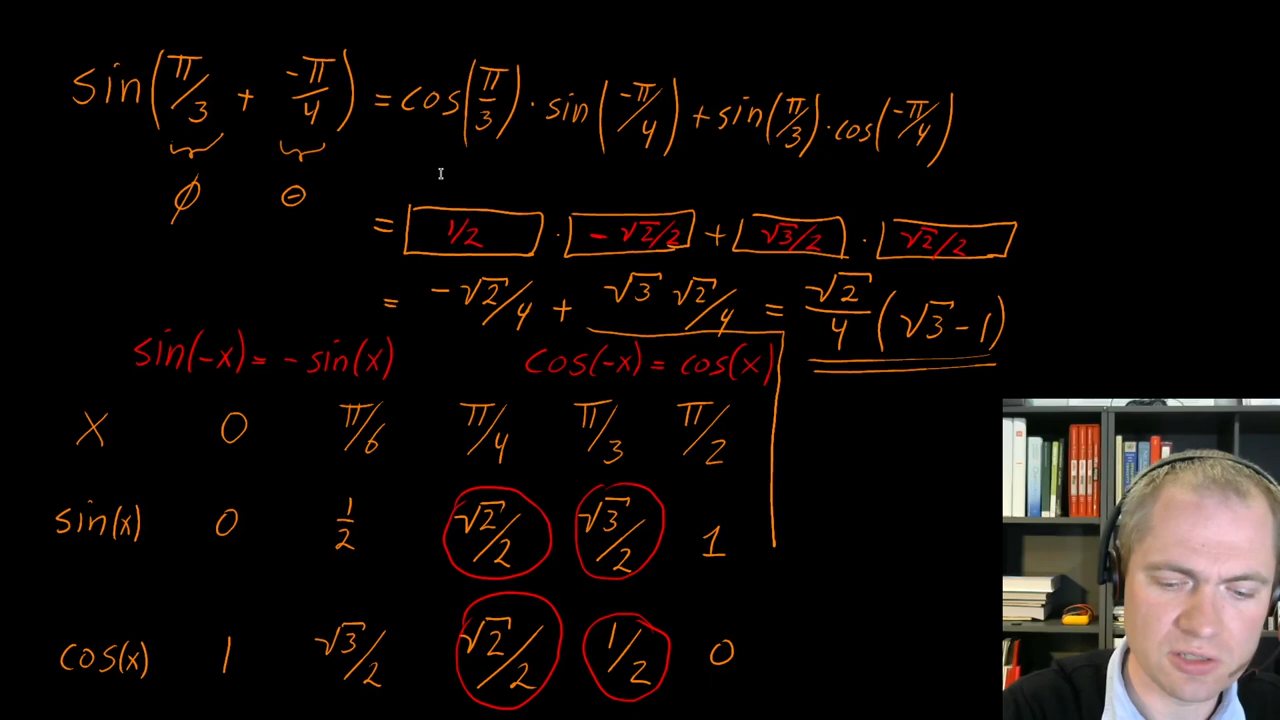 sin(π/3 + -π/4) = cos(π/3) · sin(-π/4) + sin(π/3) · cos(-π/4)
φ θ
= 1/2 · -√2/2 + √3/2 · √2/2
= -√2/4 + √3 √2/4 = √2/4 (√3 - 1)
sin(-x) = - sin(x) cos(-x) = cos(x)
x 0 π/6 π/4 π/3 π/2
sin(x) 0 1/2 √2/2 √3/2 1
cos(x) 1 √3/2 √2/2 1/2 0